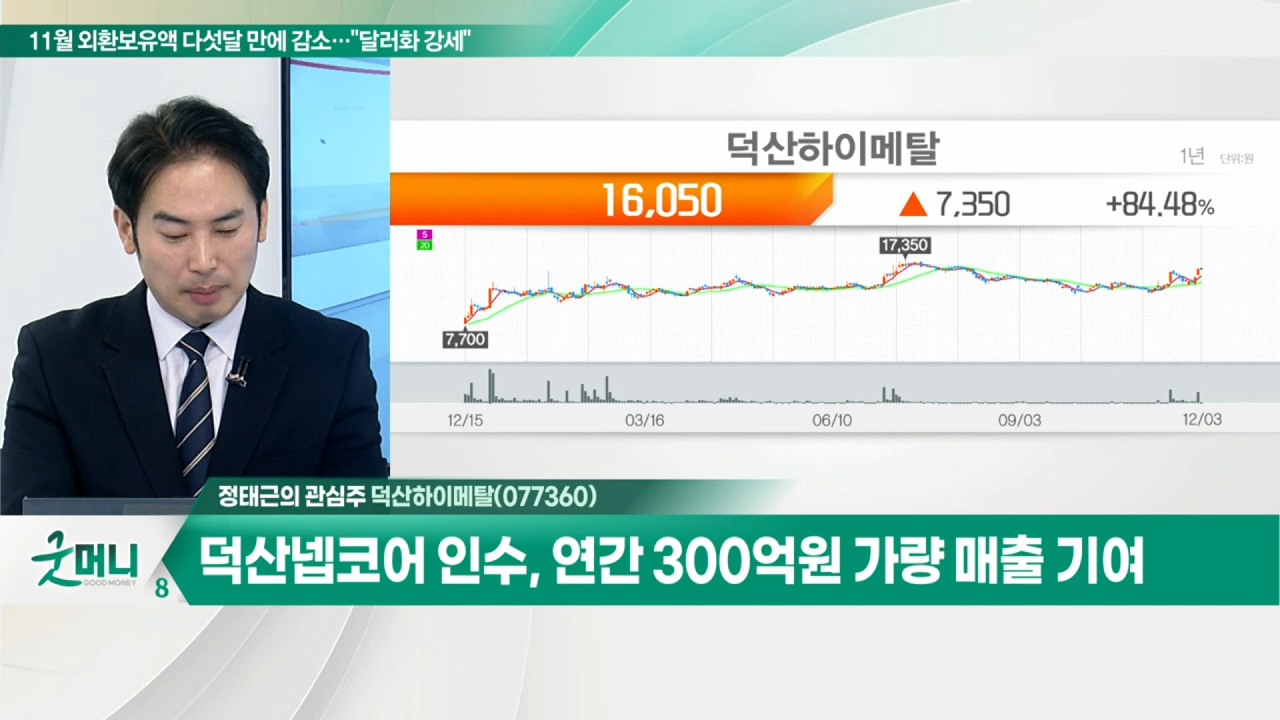 11월 외환보유액 다섯달 만에 감소…"달러화 강세"
덕산하이메탈
1년 단위:원
16,050 ▲ 7,350 +84.48%
5
20
17,350
7,700
12/15 03/16 06/10 09/03 12/03
정태근의 관심주 덕산하이메탈(077360)
굿머니
GOOD MONEY
8
덕산넵코어 인수, 연간 300억원 가량 매출 기여